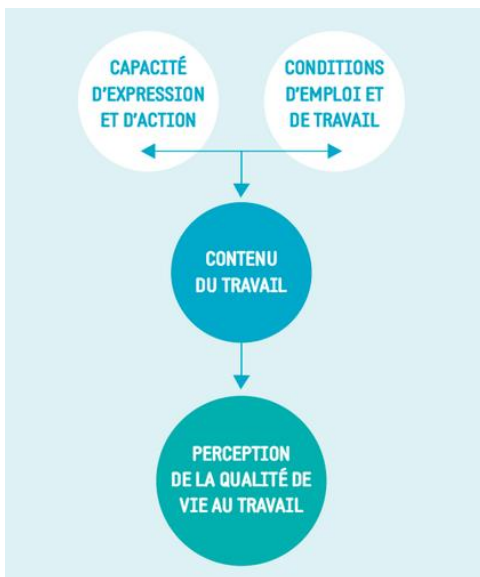 CAPACITÉ
D'EXPRESSION
ET D'ACTION
CONDITIONS
D'EMPLOI ET
DE TRAVAIL
CONTENU
DU TRAVAIL
PERCEPTION
DE LA QUALITÉ DE
VIE AU TRAVAIL